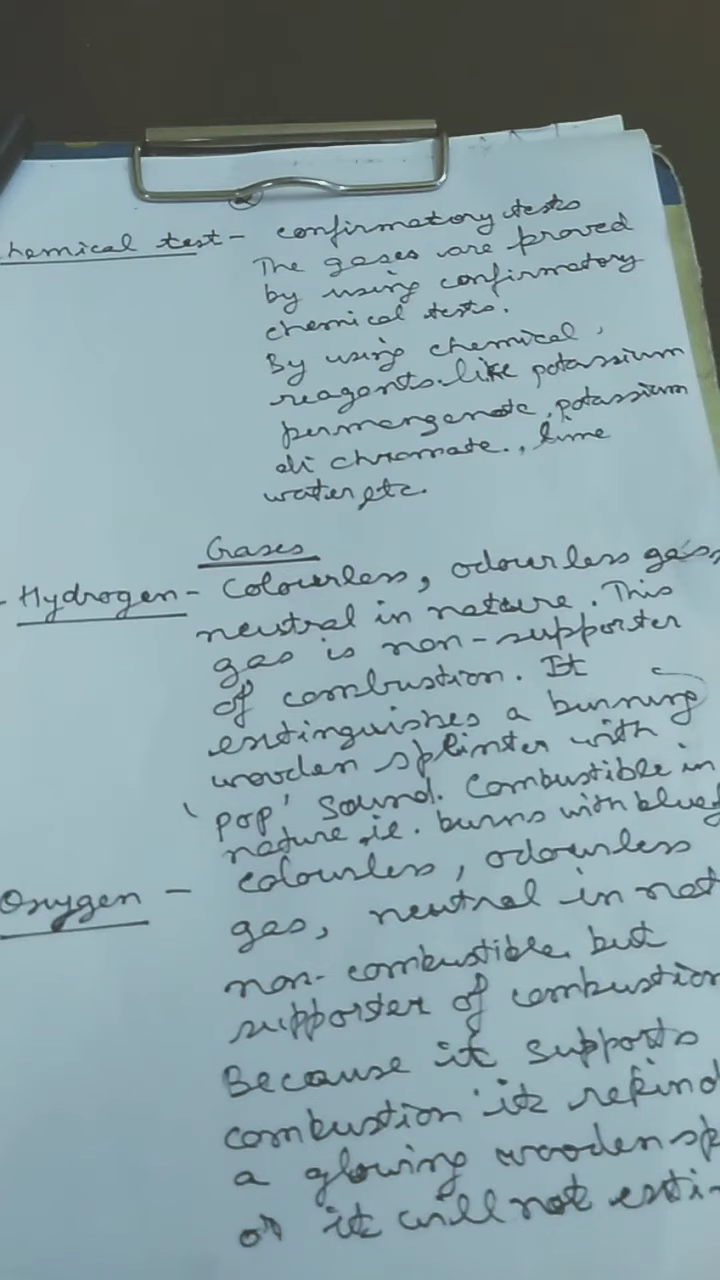 ②
hemical test - confirmatory tests
The gases are proved
by using confirmatory
chemical tests.
By using chemical
reagents. like potassium
permanganate, potassium
di chromate., lime
water etc.
Gases
- Hydrogen - Colourless, odourless gas,
neutral in nature. This
gas is non-supporter
of combustion. It
extinguishes a burning
wooden splinter with
'pop' sound. Combustible in
nature ie. burns with blue
Oxygen - colourless, odourless
gas, neutral in nat
non-combustible but
supporter of combustion
Because it supports
combustion it rekind
a glowing wooden sp
or it will not exti-